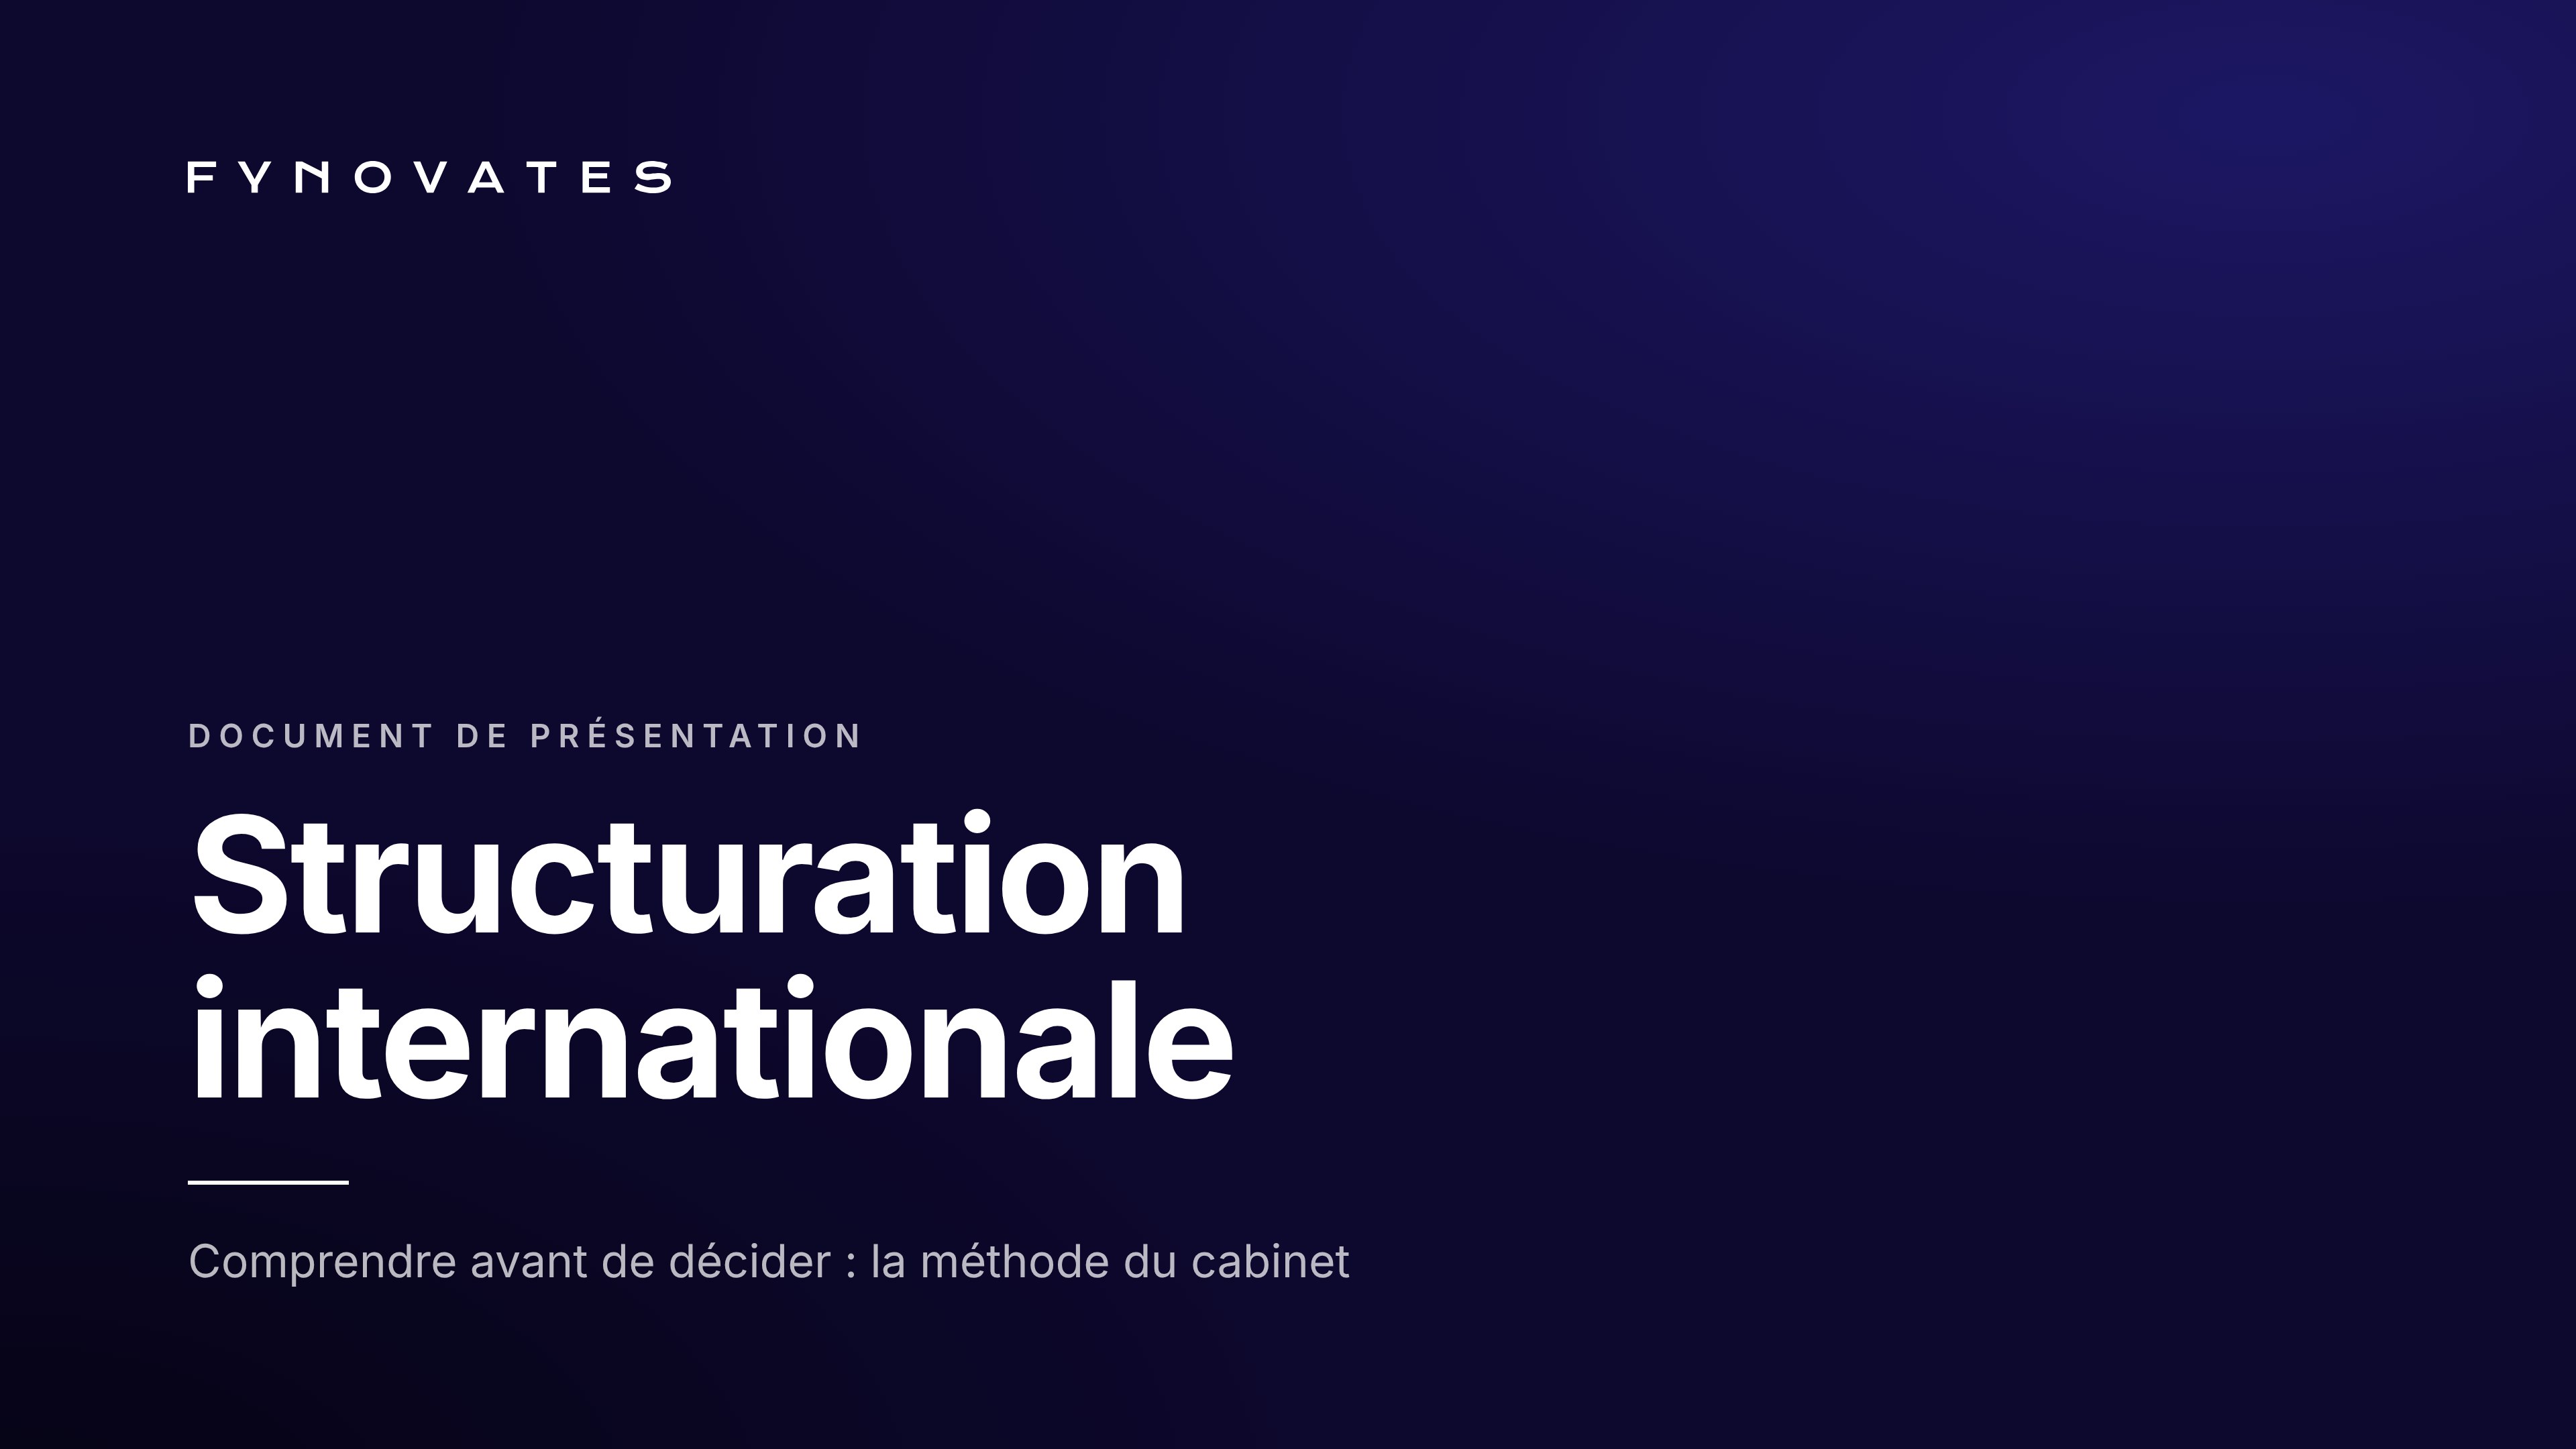 FYNOVATES
DOCUMENT DE PRÉSENTATION
Structuration
internationale
Comprendre avant de décider : la méthode du cabinet